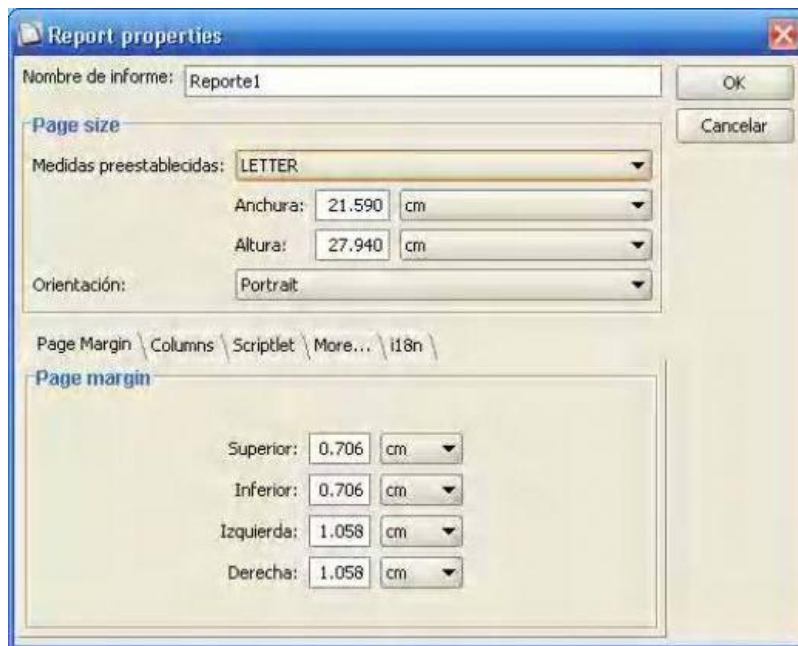 Report properties
Nombre de informe: Reporte1
OK
Cancelar
Page size
Medidas preestablecidas: LETTER
Anchura: 21.590 cm
Altura: 27.940 cm
Orientación: Portrait
Page Margin Columns Scriptlet More... i18n
Page margin
Superior: 0.706 cm
Inferior: 0.706 cm
Izquierda: 1.058 cm
Derecha: 1.058 cm